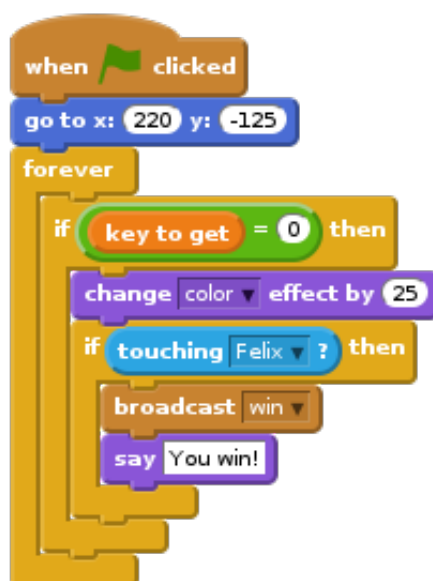 when clicked
go to x: 220 y: -125
forever
if key to get = 0 then
change color effect by 25
if touching Felix ? then
broadcast win
say You win!